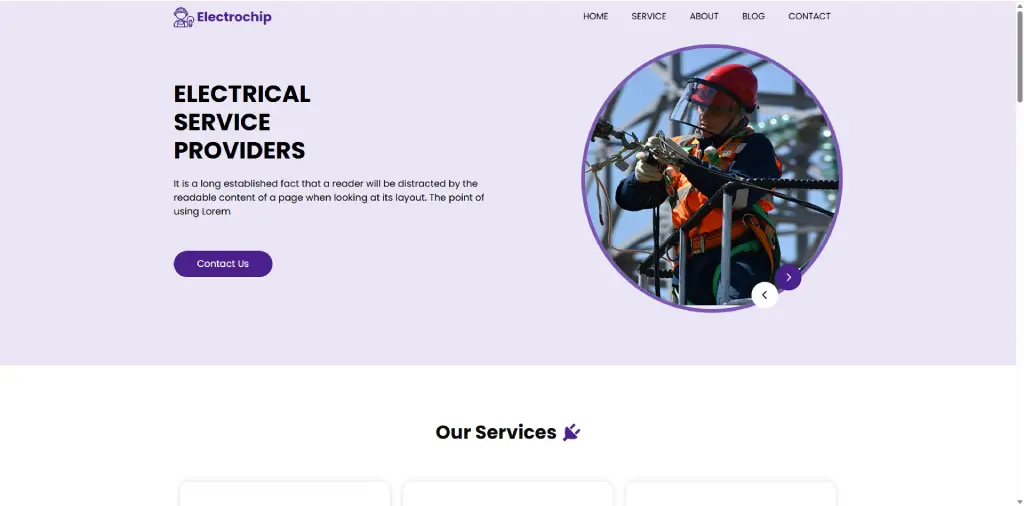 Electrochip
HOME SERVICE ABOUT BLOG CONTACT
ELECTRICAL
SERVICE
PROVIDERS
It is a long established fact that a reader will be distracted by the
readable content of a page when looking at its layout. The point of
using Lorem
Contact Us
Our Services